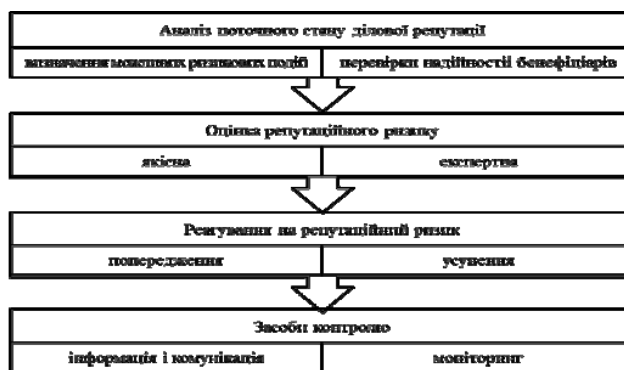 Аналіз поточного стану ділової репутації
визначення можливих ризикових подій перевірки надійності бенефіціарів
Оцінка репутаційного ризику
якісна експертна
Реагування на репутаційний ризик
попередження усунення
Засоби контролю
інформація і комунікація моніторинг